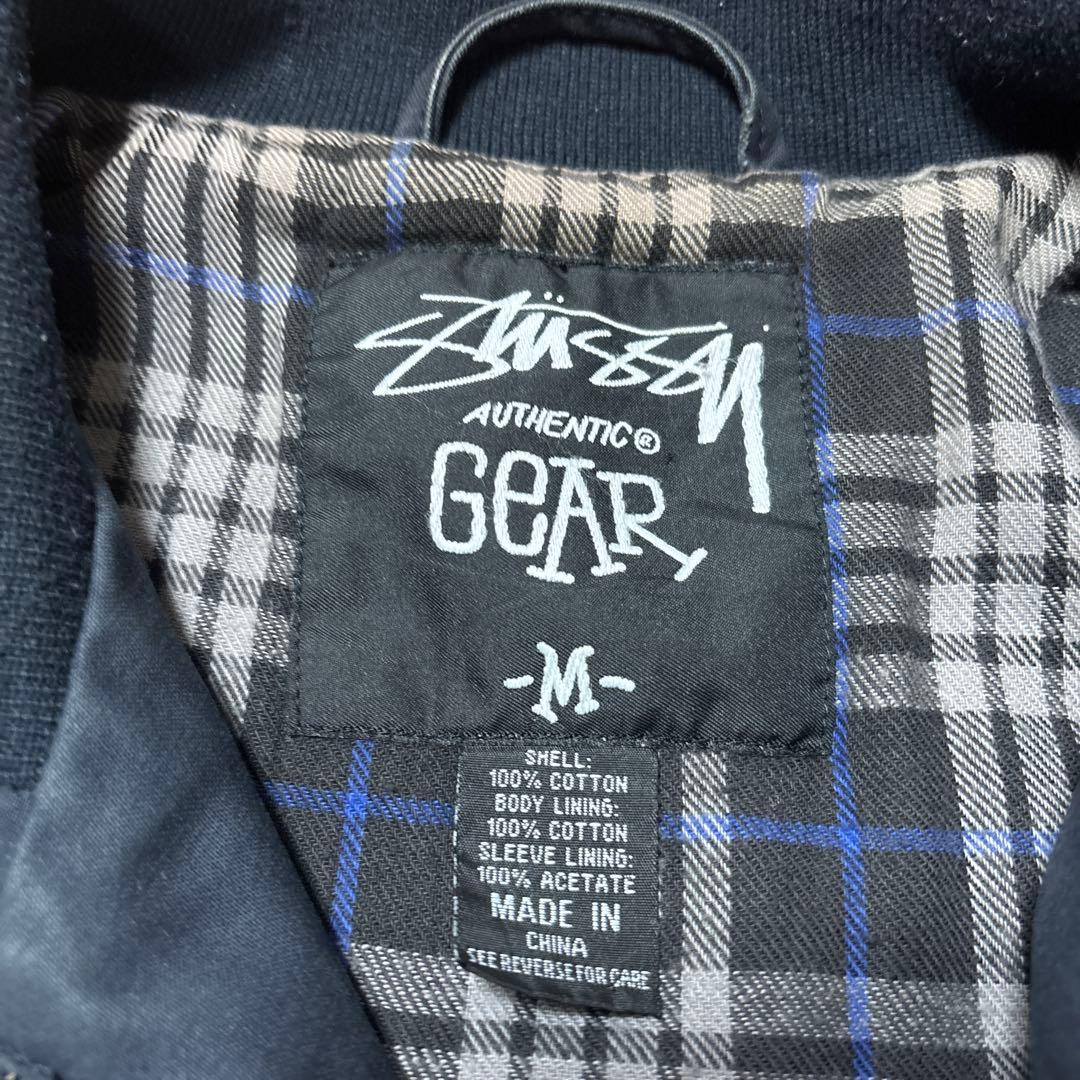 Stüssy
AUTHENTIC®
GEAR
-M-
SHELL:
100% COTTON
BODY LINING:
100% COTTON
SLEEVE LINING:
100% ACETATE
MADE IN
CHINA
SEE REVERSE FOR CARE